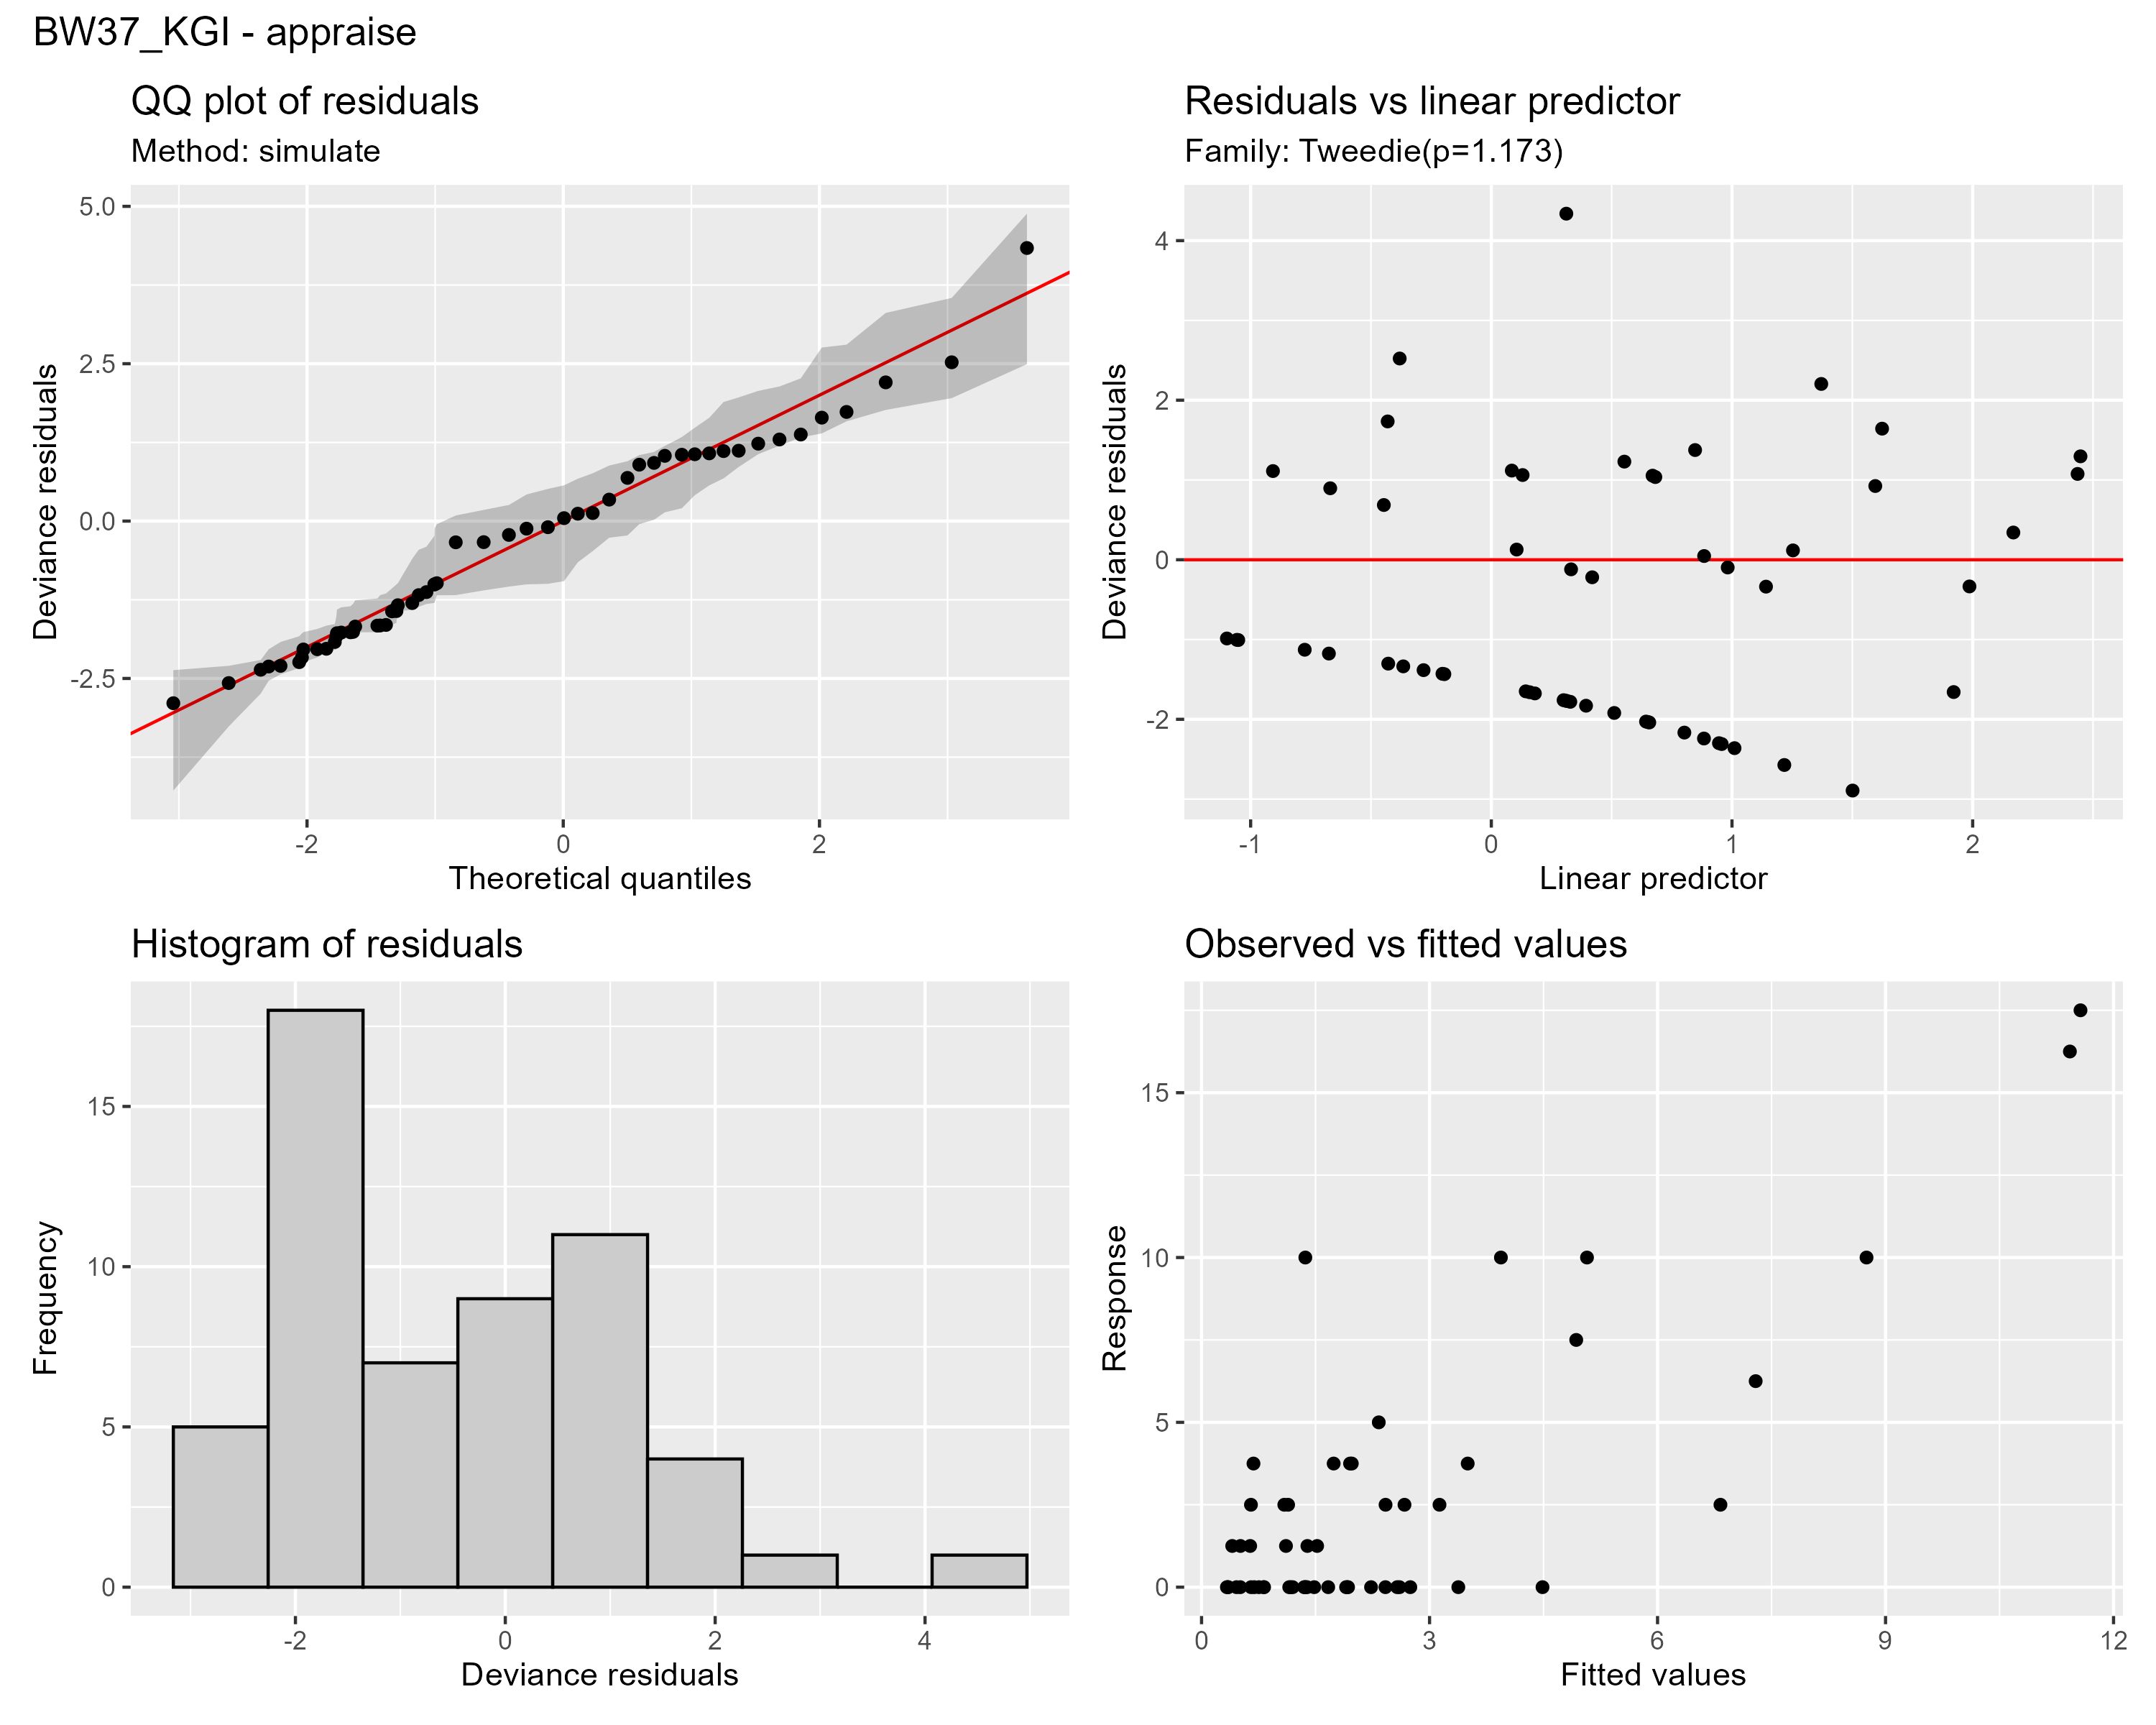 BW37_KGI - appraise
QQ plot of residuals
Method: simulate
5.0
2.5
0.0
-2.5
Deviance residuals
-2
0
2
Theoretical quantiles
Residuals vs linear predictor
Family: Tweedie(p=1.173)
4
2
0
-2
Deviance residuals
-1
0
1
2
Linear predictor
Histogram of residuals
15
10
5
0
Frequency
-2
0
2
4
Deviance residuals
Observed vs fitted values
15
10
5
0
Response
0
3
6
9
12
Fitted values